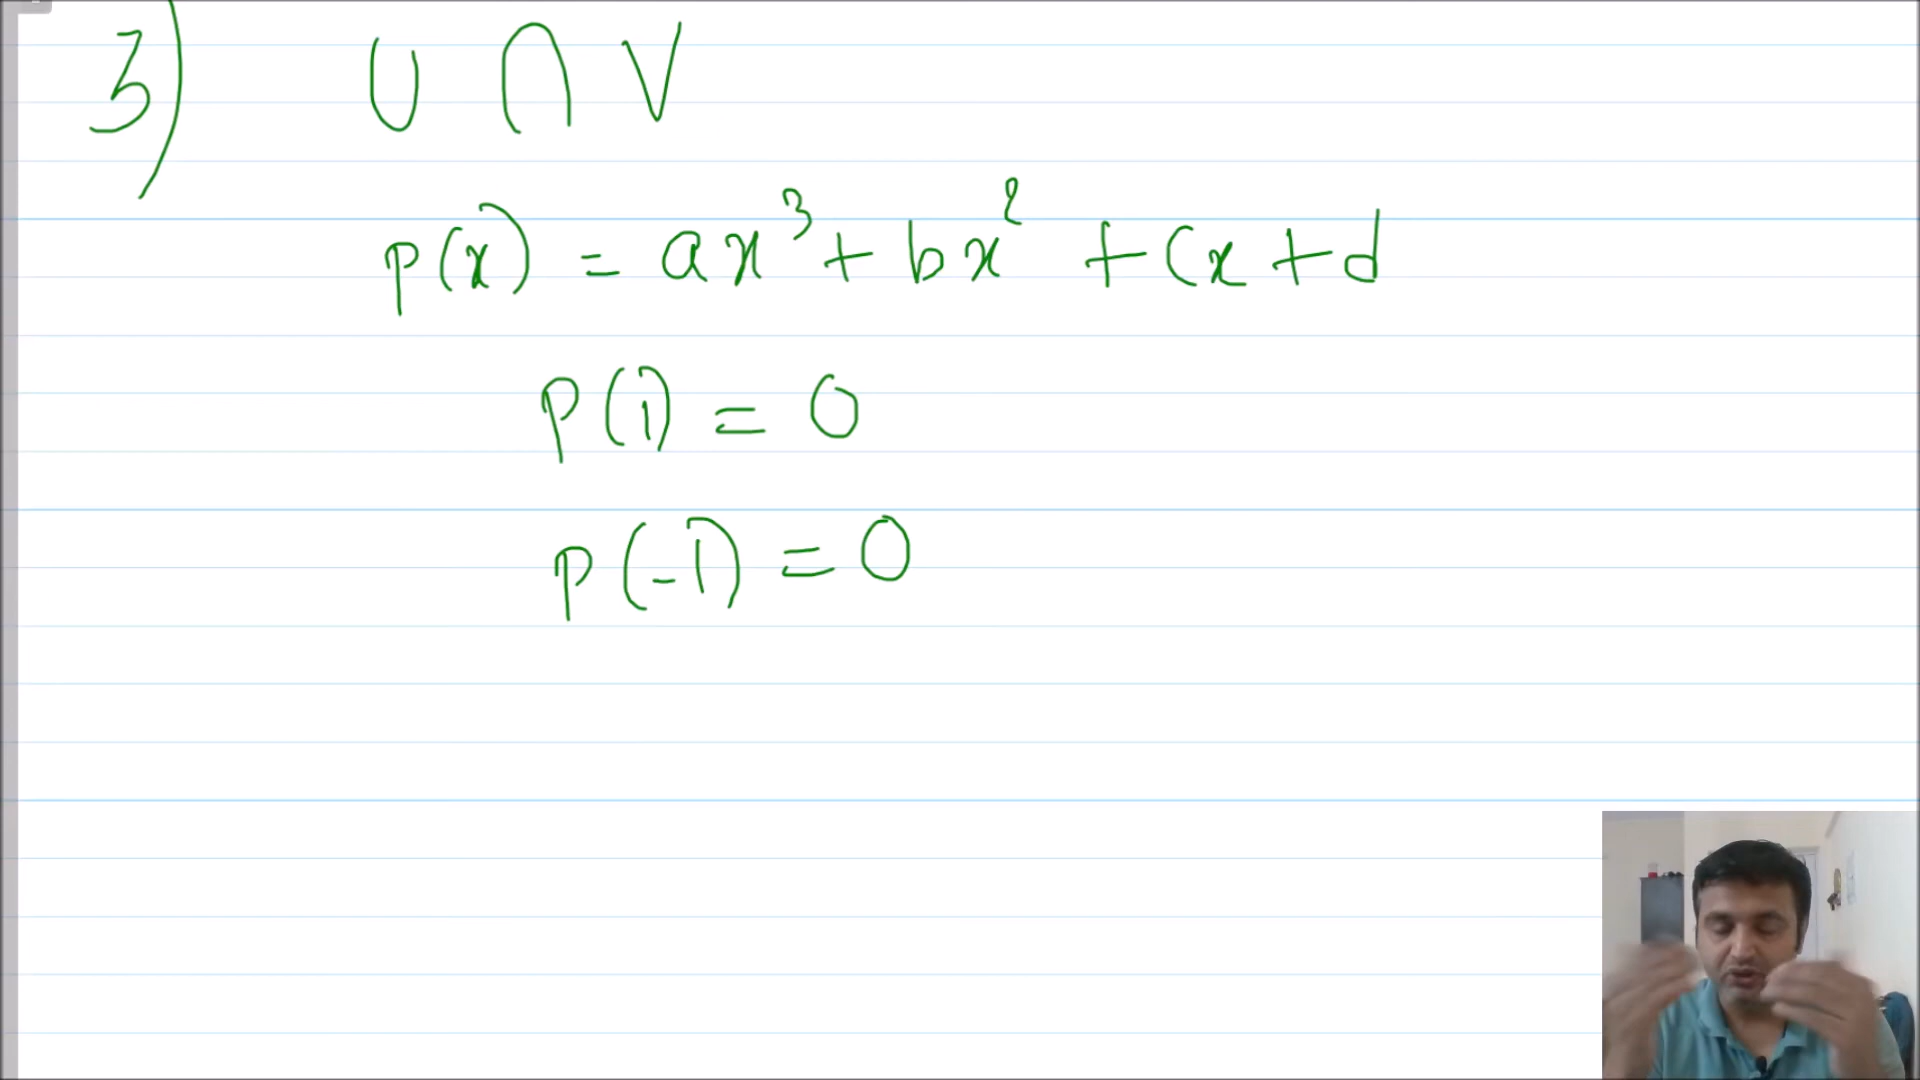 3) U ∩ V
p(x) = ax³ + bx² + cx + d
P(1) = 0
p(-1) = 0